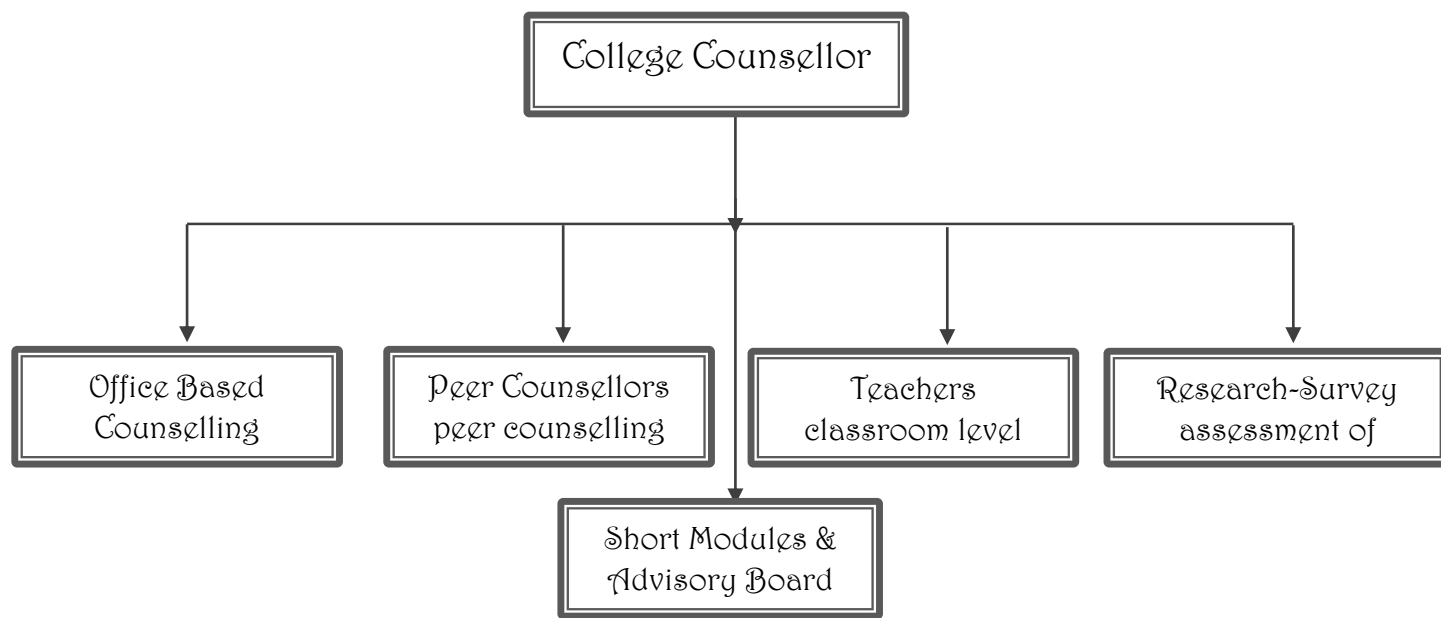 College Counsellor
Office Based
Counselling
Peer Counsellors
peer counselling
Teachers
classroom level
Research-Survey
assessment of
Short Modules &
Advisory Board